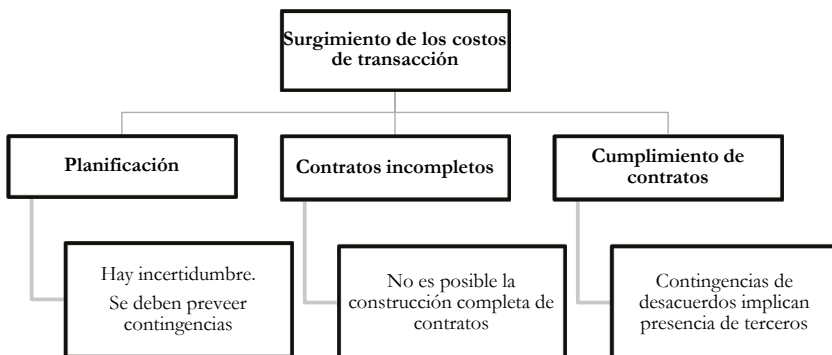 Surgimiento de los costos
de transacción
Planificación
Contratos incompletos
Cumplimiento de
contratos
Hay incertidumbre.
Se deben preveer
contingencias
No es posible la
construcción completa de
contratos
Contingencias de
desacuerdos implican
presencia de terceros